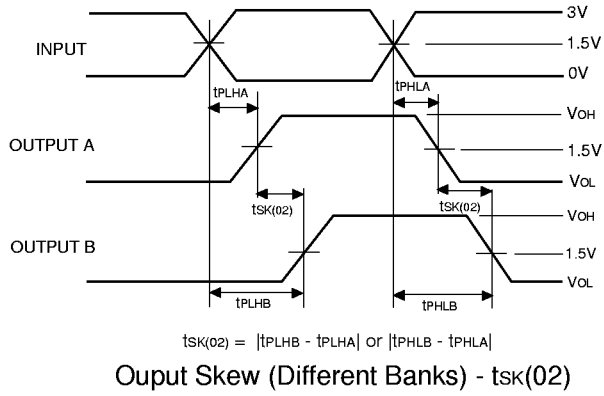 3V
INPUT
1.5V
0V
tPLHA
tPHLA
VOH
OUTPUT A
1.5V
VOL
tSK(02)
tSK(02)
VOH
OUTPUT B
1.5V
VOL
tPLHB
tPHLB
tSK(02) = |tPLHB - tPLHA| or |tPHLB - tPHLA|
Ouput Skew (Different Banks) - tSK(02)